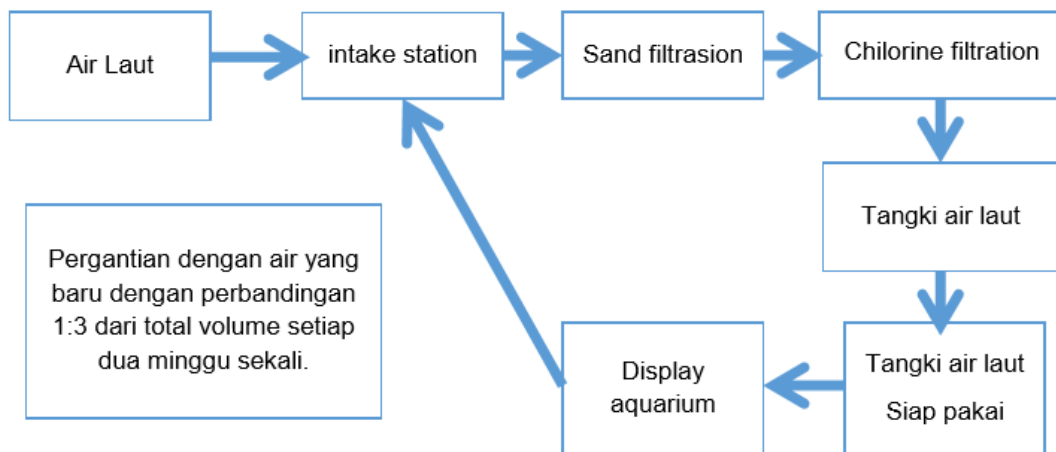 Air Laut
intake station
Sand filtrasion
Chilorine filtration
Tangki air laut
Tangki air laut
Siap pakai
Display
aquarium
Pergantian dengan air yang
baru dengan perbandingan
1:3 dari total volume setiap
dua minggu sekali.